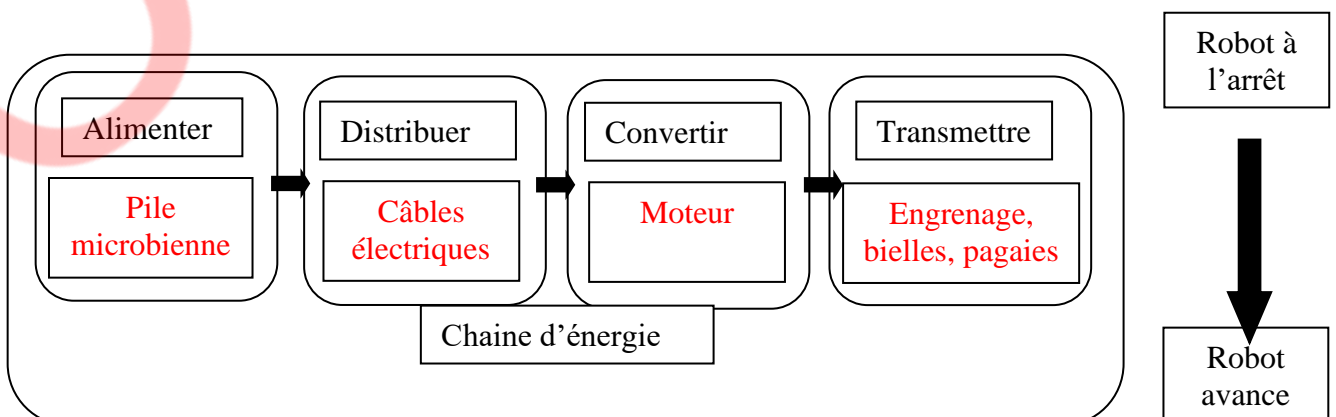 Robot à
l'arrêt
Alimenter
Distribuer
Convertir
Transmettre
Pile
microbienne
Câbles
électriques
Moteur
Engrenage,
bielles, pagaies
Chaine d'énergie
Robot
avance